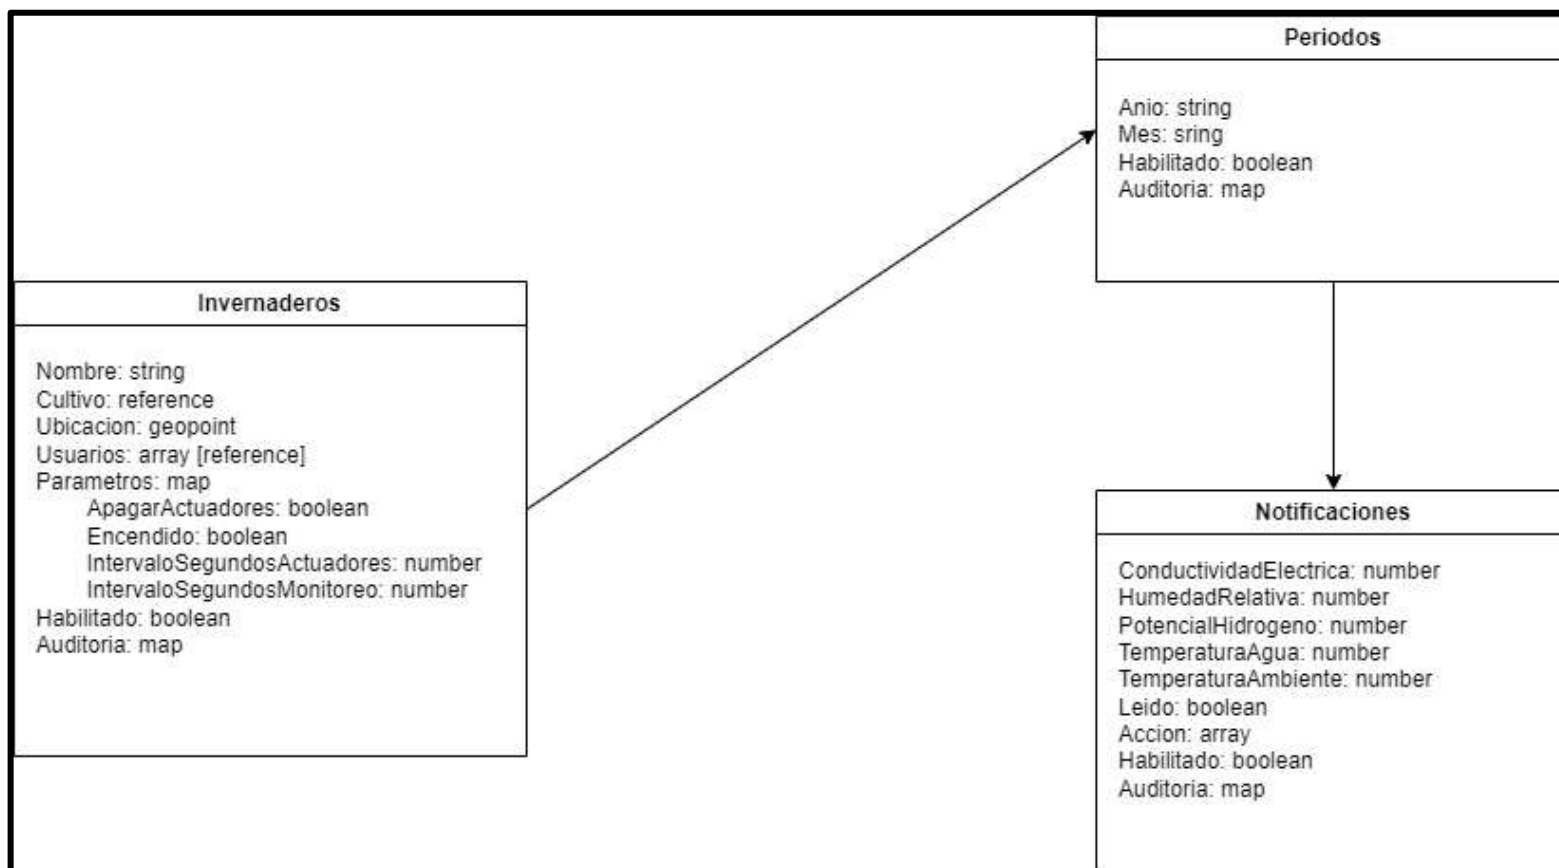 Periodos
Anio: string
Mes: sring
Habilitado: boolean
Auditoria: map
Invernaderos
Nombre: string
Cultivo: reference
Ubicacion: geopoint
Usuarios: array [reference]
Parametros: map
ApagarActuadores: boolean
Encendido: boolean
IntervaloSegundosActuadores: number
IntervaloSegundosMonitoreo: number
Habilitado: boolean
Auditoria: map
Notificaciones
ConductividadElectrica: number
HumedadRelativa: number
PotencialHidrogeno: number
TemperaturaAgua: number
TemperaturaAmbiente: number
Leido: boolean
Accion: array
Habilitado: boolean
Auditoria: map